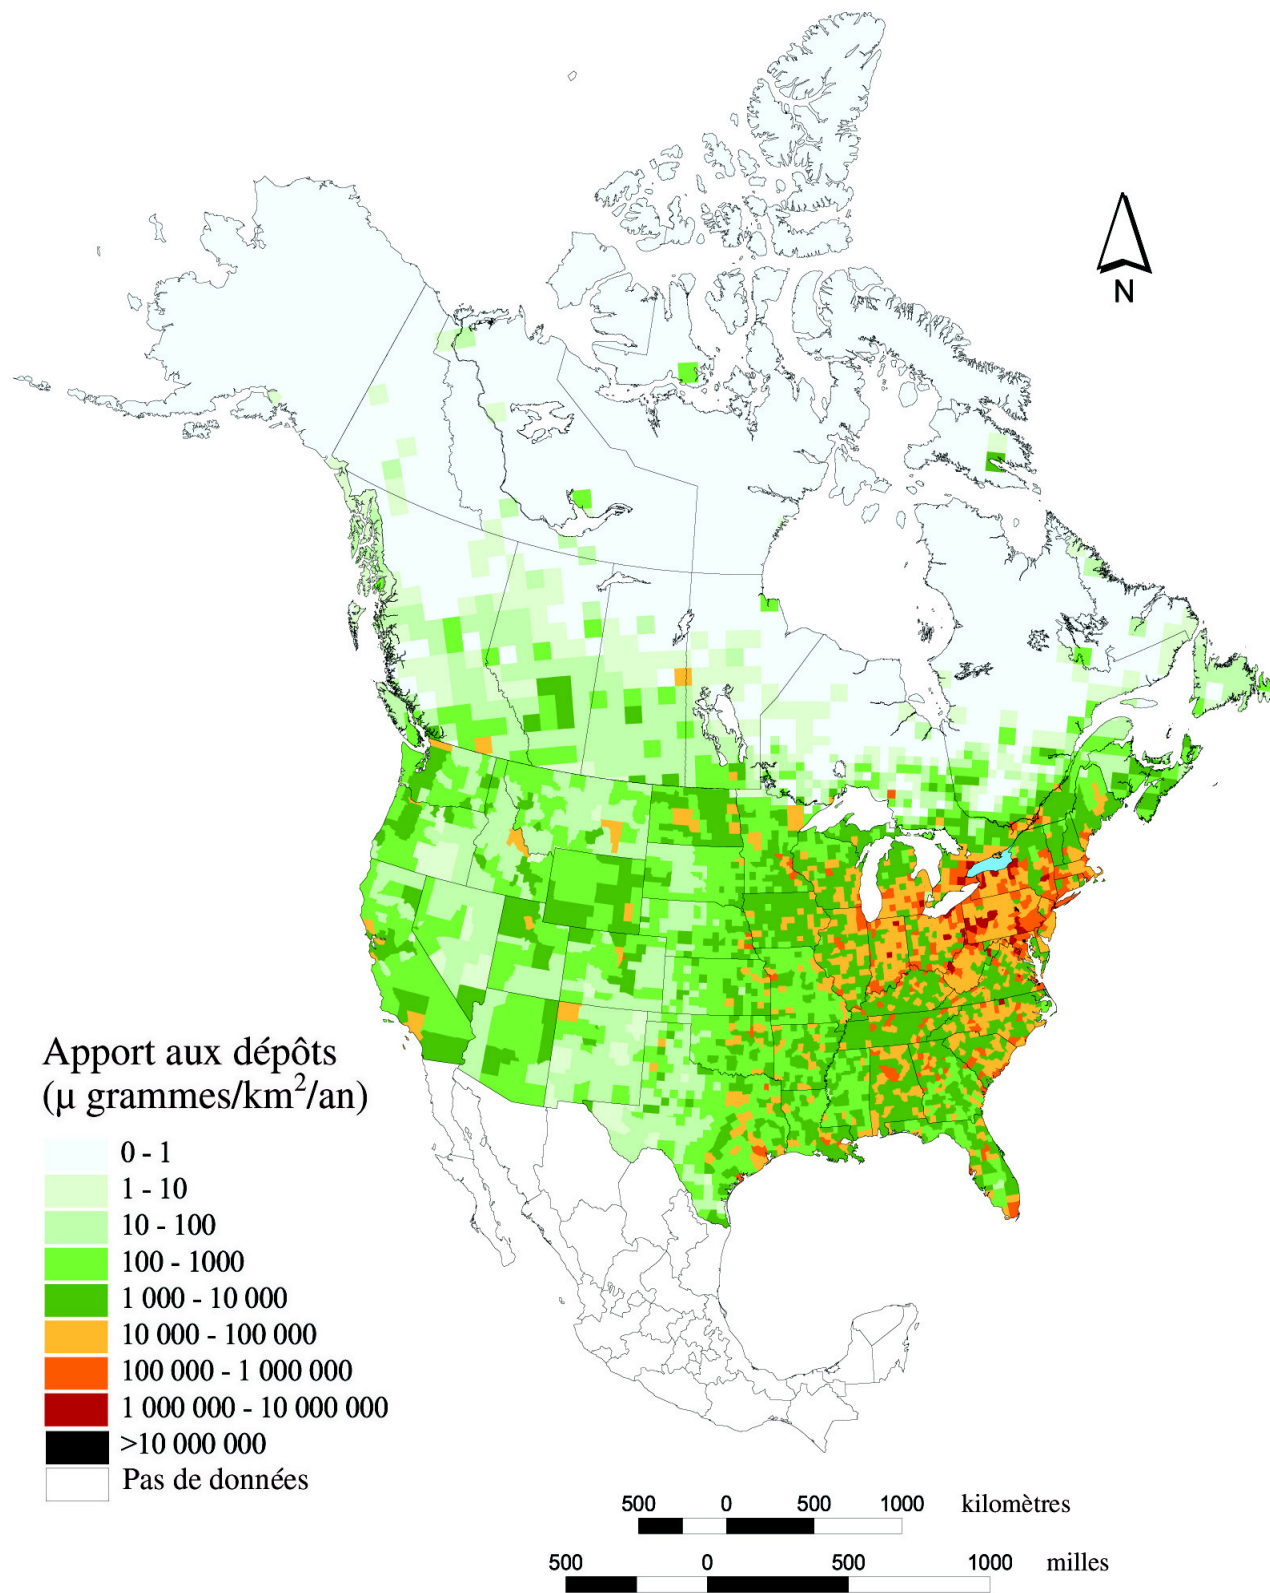 N
Apport aux dépôts
(µ grammes/km²/an)
0 - 1
1 - 10
10 - 100
100 - 1000
1 000 - 10 000
10 000 - 100 000
100 000 - 1 000 000
1 000 000 - 10 000 000
>10 000 000
Pas de données
500 0 500 1000 kilomètres
500 0 500 1000 milles